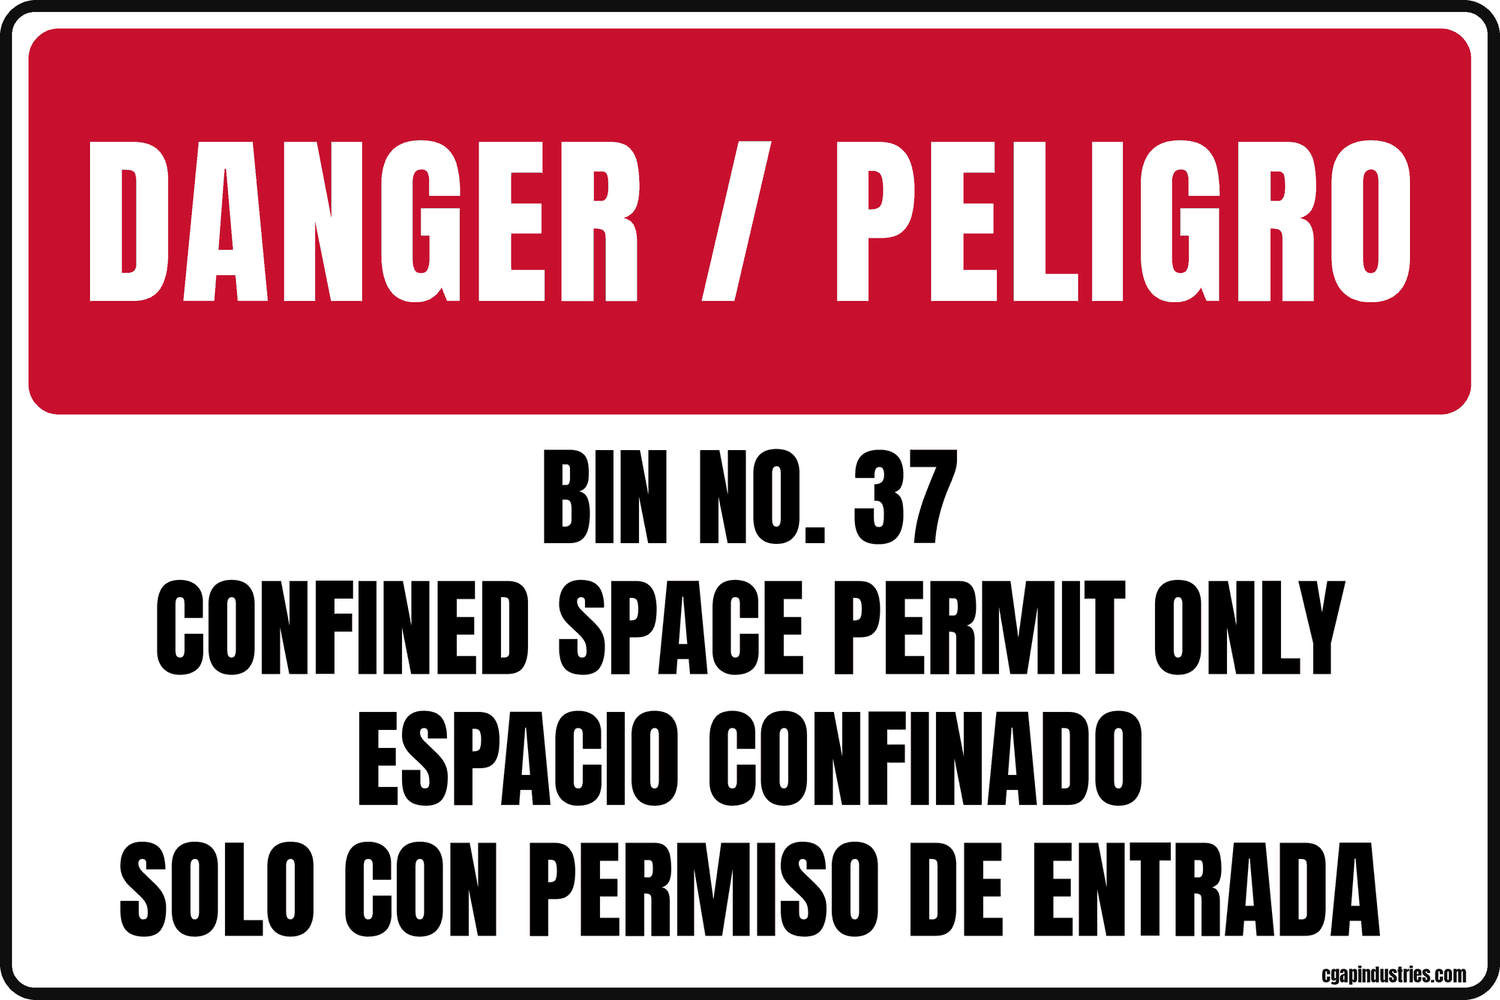 DANGER / PELIGRO
BIN NO. 37
CONFINED SPACE PERMIT ONLY
ESPACIO CONFINADO
SOLO CON PERMISO DE ENTRADA
cgapindustries.com